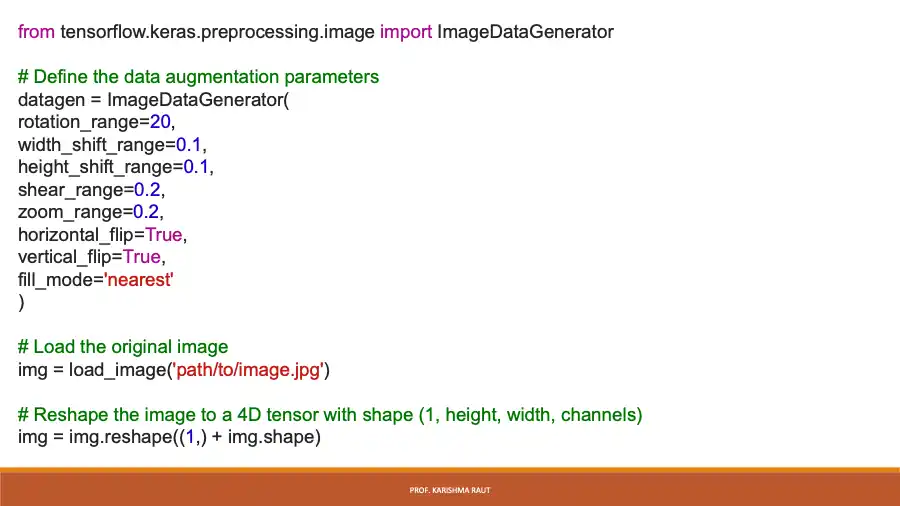 from tensorflow.keras.preprocessing.image import ImageDataGenerator
# Define the data augmentation parameters
datagen = ImageDataGenerator(
rotation_range=20,
width_shift_range=0.1,
height_shift_range=0.1,
shear_range=0.2,
zoom_range=0.2,
horizontal_flip=True,
vertical_flip=True,
fill_mode='nearest'
)
# Load the original image
img = load_image('path/to/image.jpg')
# Reshape the image to a 4D tensor with shape (1, height, width, channels)
img = img.reshape((1,) + img.shape)
PROF. KARISHMA RAUT